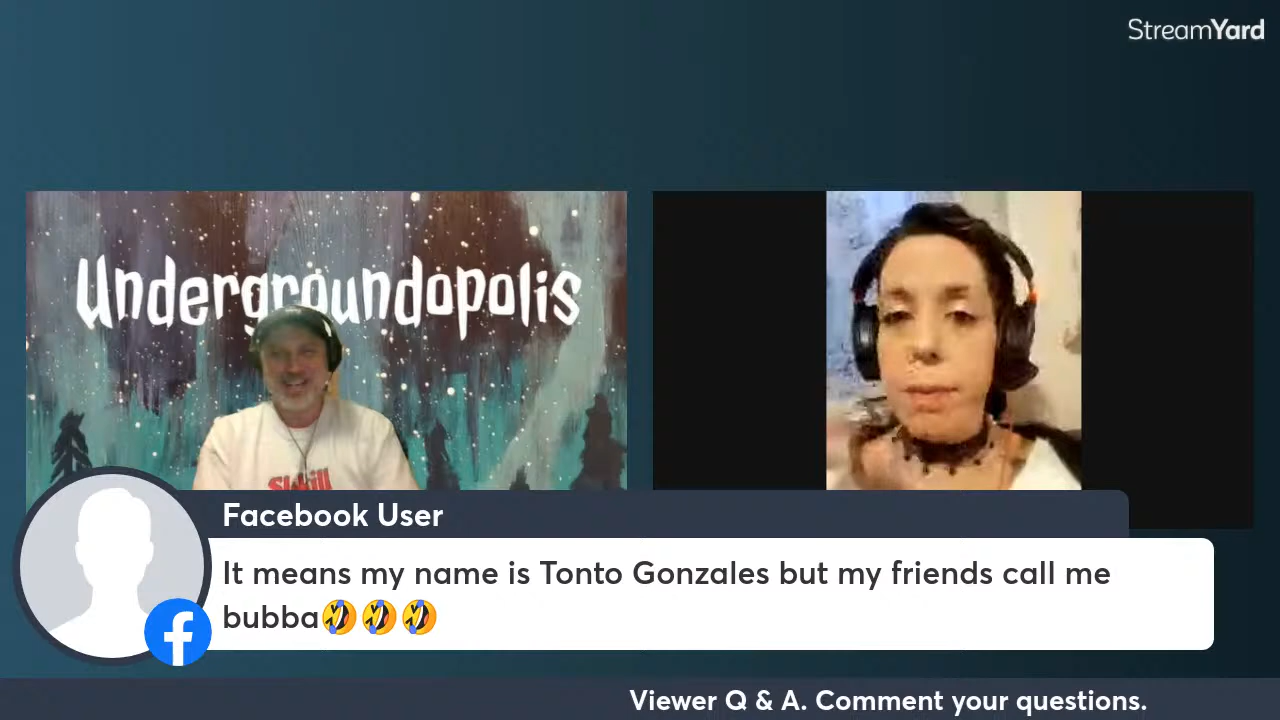 StreamYard
Undergroundopolis
Facebook User
It means my name is Tonto Gonzales but my friends call me
bubba🤣🤣🤣
Viewer Q & A. Comment your questions.